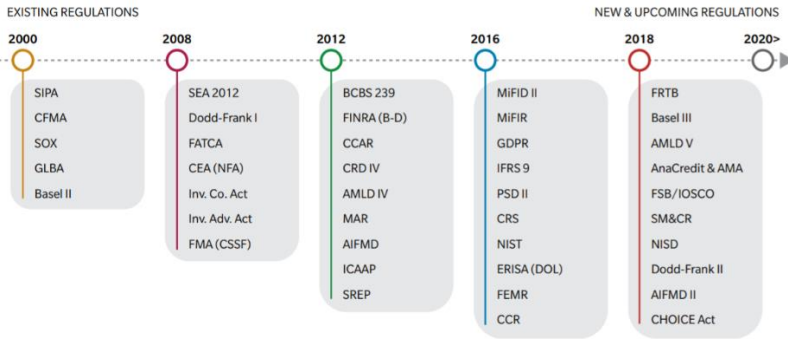 EXISTING REGULATIONS
NEW & UPCOMING REGULATIONS
2000
2008
2012
2016
2018
2020>
SIPA
CFMA
SOX
GLBA
Basel II
SEA 2012
Dodd-Frank I
FATCA
CEA (NFA)
Inv. Co. Act
Inv. Adv. Act
FMA (CSSF)
BCBS 239
FINRA (B-D)
CCAR
CRD IV
AMLD IV
MAR
AIFMD
ICAAP
SREP
MiFID II
MiFIR
GDPR
IFRS 9
PSD II
CRS
NIST
ERISA (DOL)
FEMR
CCR
FRTB
Basel III
AMLD V
AnaCredit & AMA
FSB/IOSCO
SM&CR
NISD
Dodd-Frank II
AIFMD II
CHOICE Act